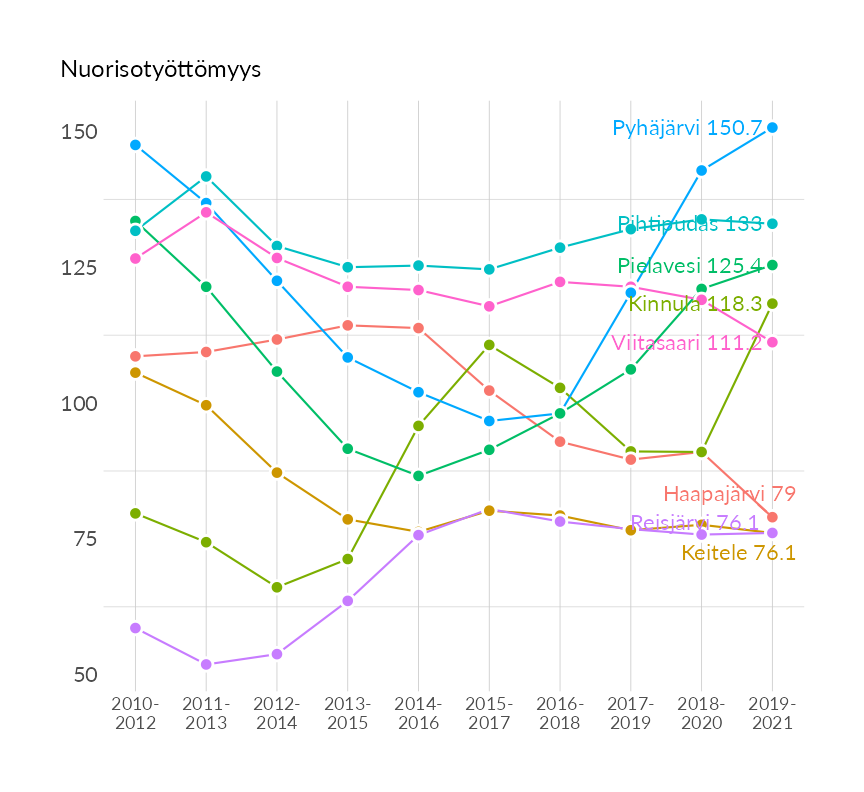 Nuorisotyöttömyys
150
125
100
75
50
Pyhäjärvi 150.7
Pihtipudas 133
Pielavesi 125.4
Kinnula 118.3
Viitasaari 111.2
Haapajärvi 79
Reisjärvi 76.1
Keitele 76.1
2010-
2012
2011-
2013
2012-
2014
2013-
2015
2014-
2016
2015-
2017
2016-
2018
2017-
2019
2018-
2020
2019-
2021